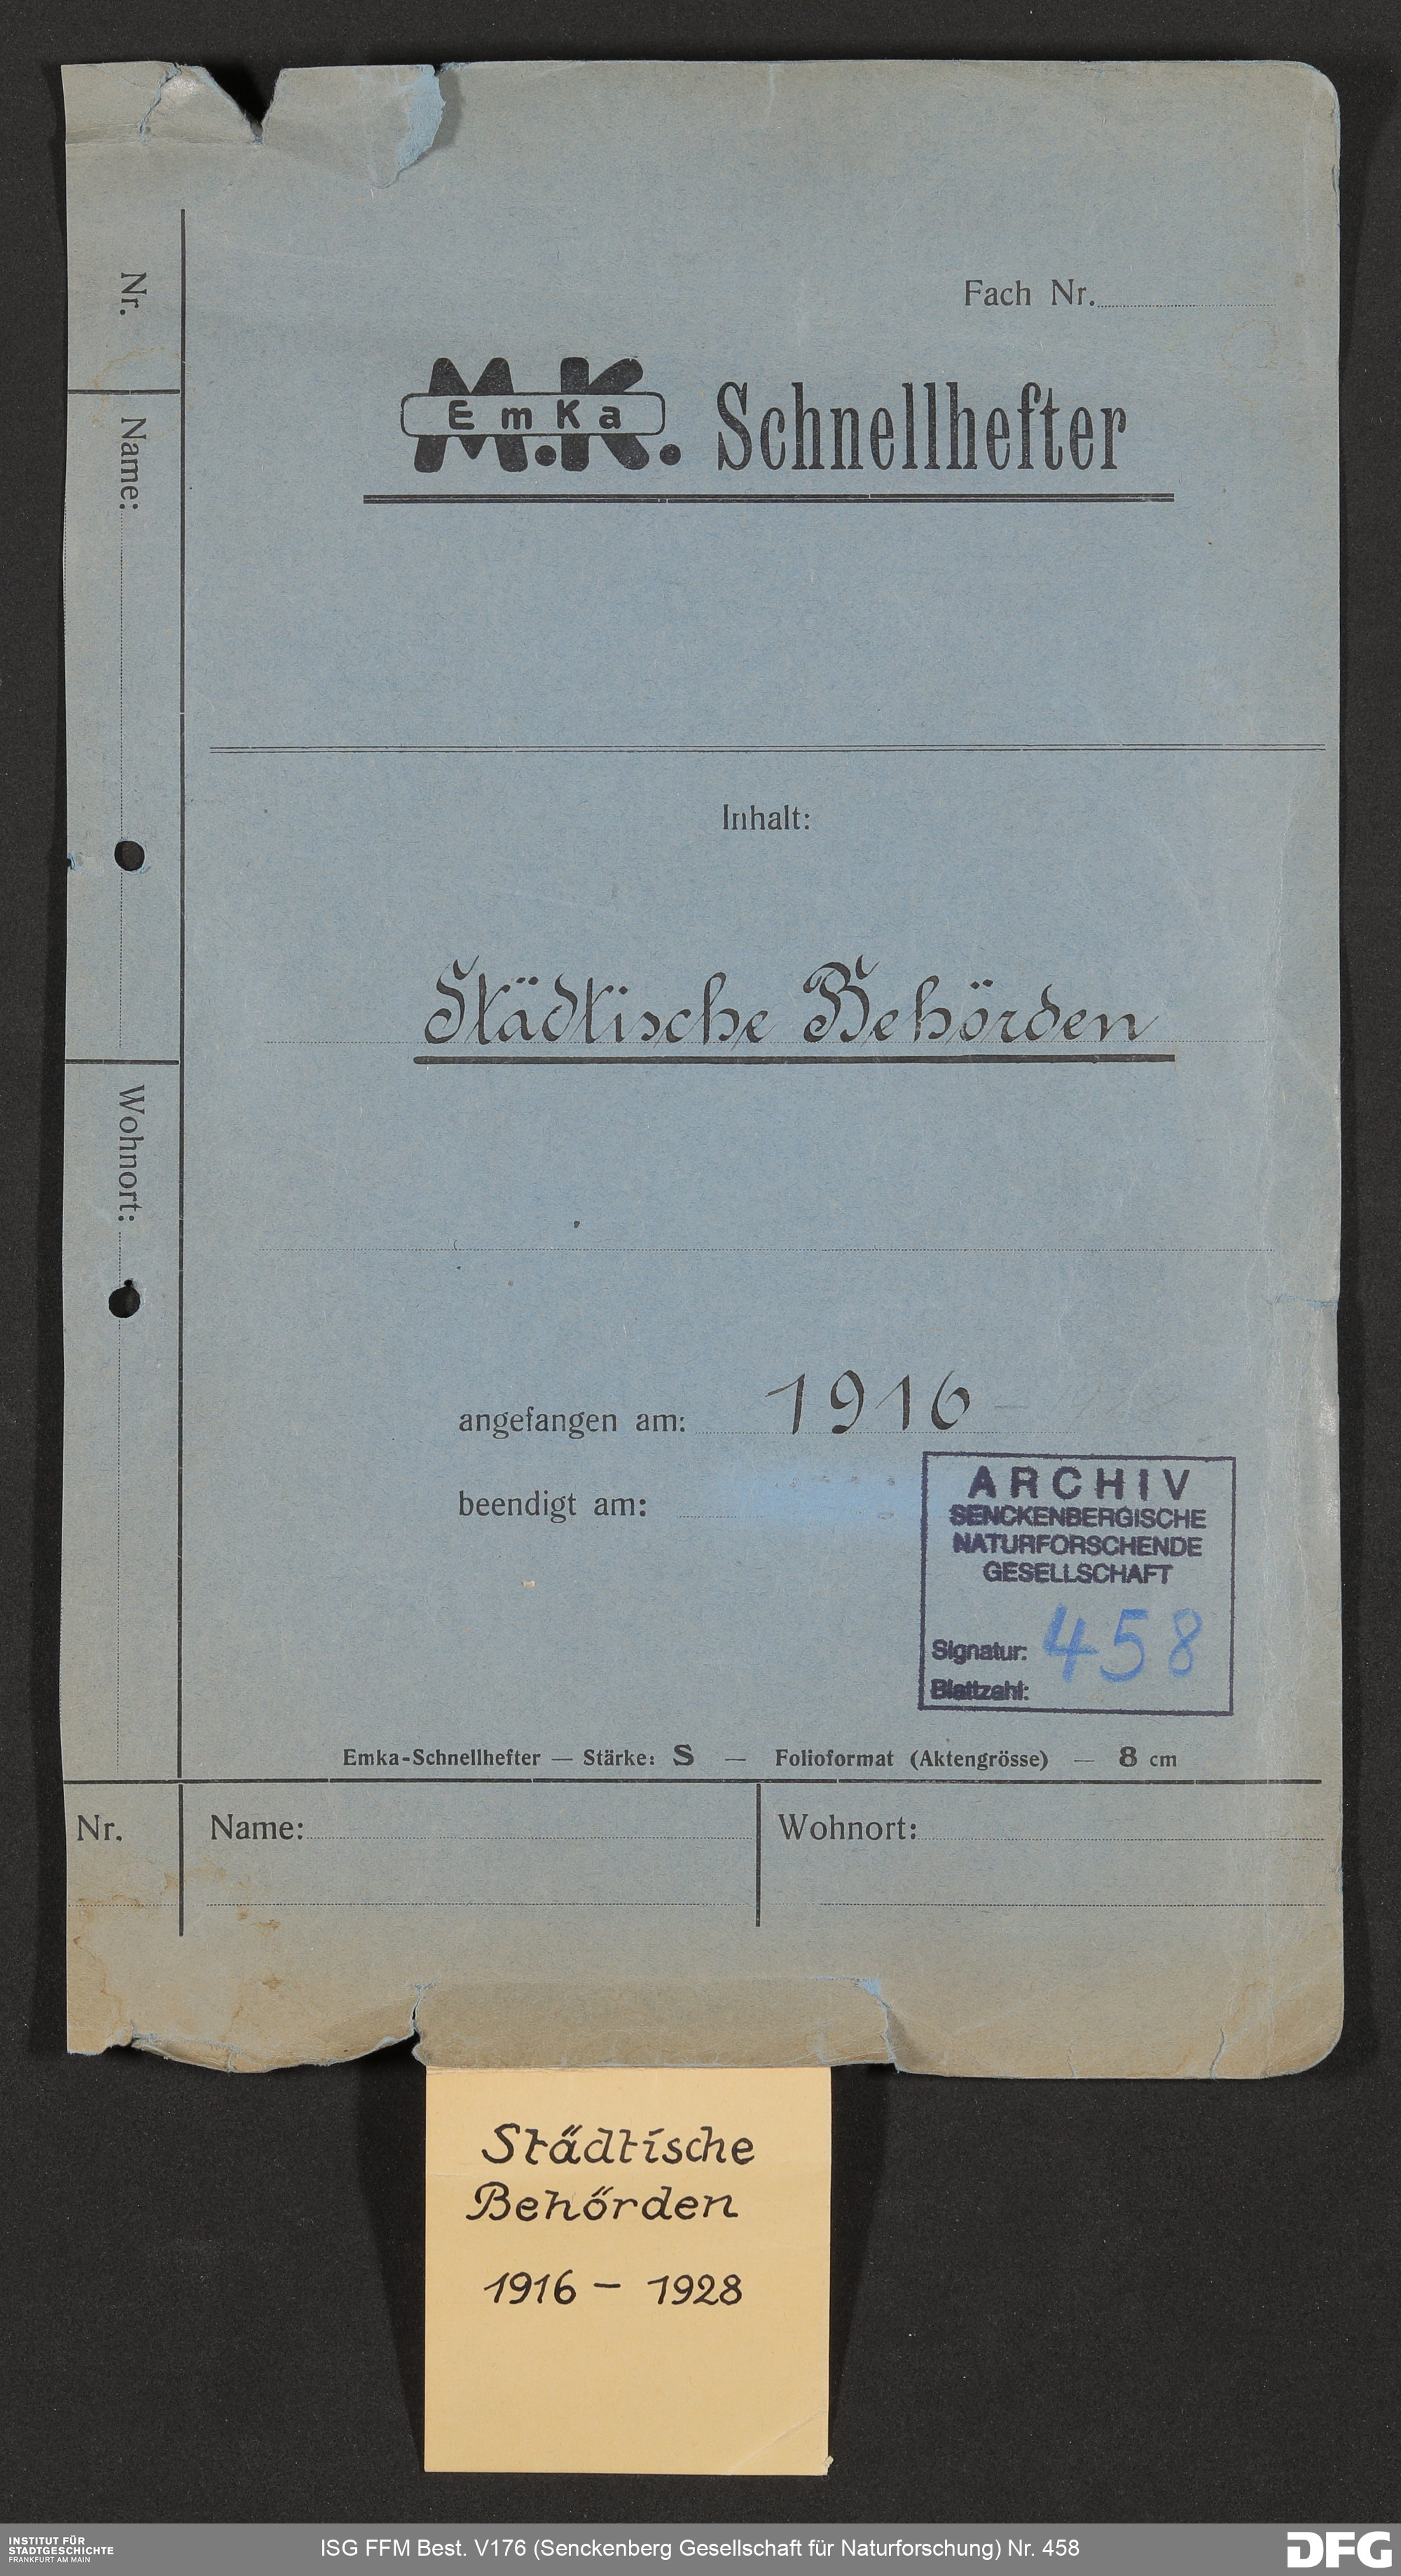 Fach Nr.
M.K. EmKa Schnellhefter
Nr.
Name:
Wohnort:
Inhalt:
Städtische Behörden
angefangen am: 1916 -
beendigt am:
ARCHIV
SENCKENBERGISCHE
NATURFORSCHENDE
GESELLSCHAFT
Signatur: 458
Blattzahl:
Emka-Schnellhefter — Stärke: S — Folioformat (Aktengrösse) — 8 cm
Nr. Name: Wohnort:
Städtische
Behörden
1916 - 1928
INSTITUT FÜR
STADTGESCHICHTE
FRANKFURT AM MAIN
ISG FFM Best. V176 (Senckenberg Gesellschaft für Naturforschung) Nr. 458
DFG